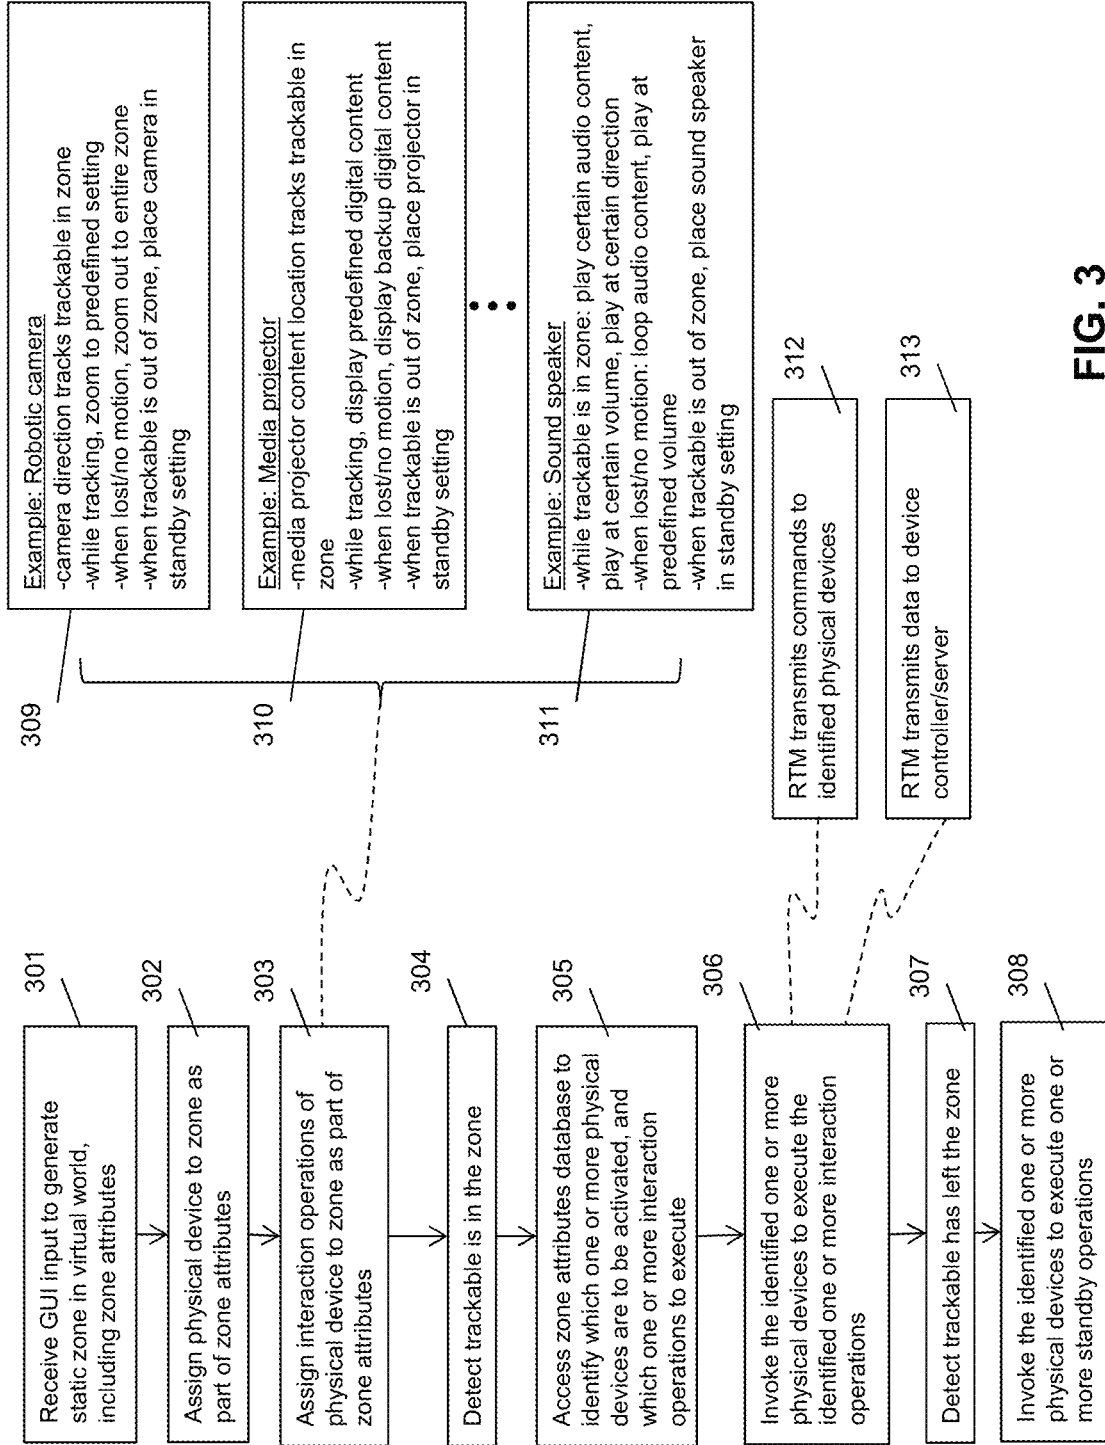 301
Receive GUI input to generate
static zone in virtual world,
including zone attributes
302
Assign physical device to zone as
part of zone attributes
303
Assign interaction operations of
physical device to zone as part of
zone attributes
304
Detect trackable is in the zone
305
Access zone attributes database to
identify which one or more physical
devices are to be activated, and
which one or more interaction
operations to execute
306
Invoke the identified one or more
physical devices to execute the
identified one or more interaction
operations
307
Detect trackable has left the zone
308
Invoke the identified one or more
physical devices to execute one or
more standby operations
309
Example: Robotic camera
-camera direction tracks trackable in zone
-while tracking, zoom to predefined setting
-when lost/no motion, zoom out to entire zone
-when trackable is out of zone, place camera in
standby setting
310
Example: Media projector
-media projector content location tracks trackable in
zone
-while tracking, display predefined digital content
-when lost/no motion, display backup digital content
-when trackable is out of zone, place projector in
standby setting
311
Example: Sound speaker
-while trackable is in zone: play certain audio content,
play at certain volume, play at certain direction
-when lost/no motion: loop audio content, play at
predefined volume
-when trackable is out of zone, place sound speaker
in standby setting
312
RTM transmits commands to
identified physical devices
313
RTM transmits data to device
controller/server
FIG. 3